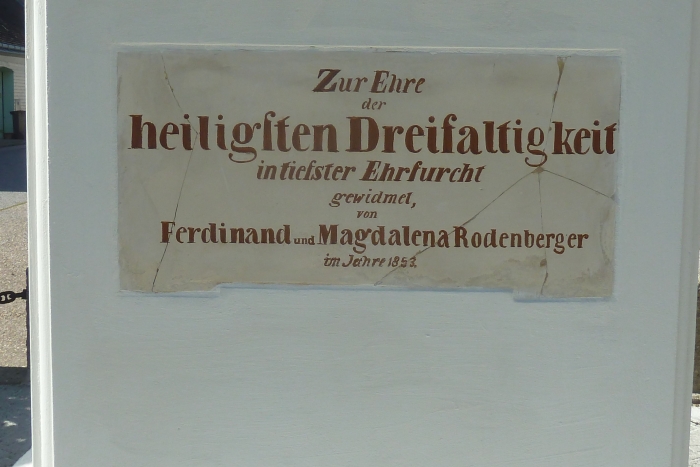 Zur Ehre
der
heiligſten Dreifaltigkeit
in tiefster Ehrfurcht
gewidmet,
von
Ferdinand und Magdalena Rodenberger
im Jahre 1853.